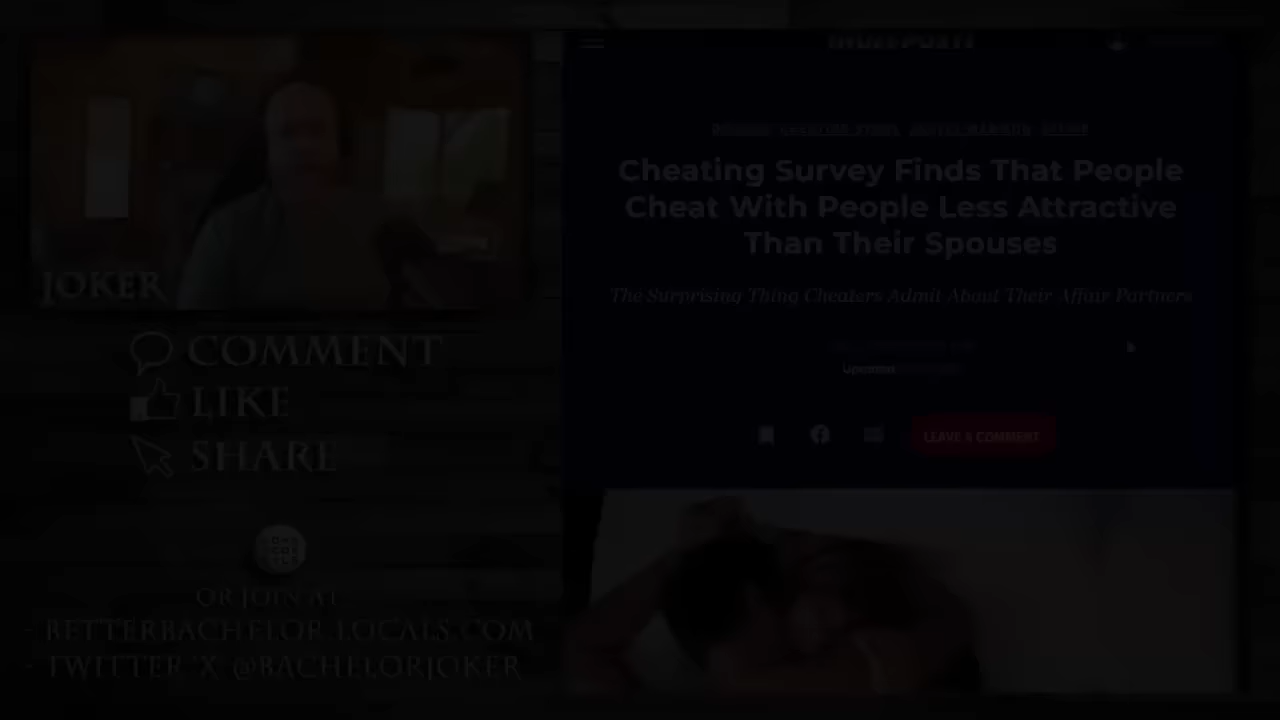 JOKER
COMMENT
LIKE
SHARE
OR JOIN AT
- BETTERBACHELOR.LOCALS.COM
- TWITTER X @BACHELORJOKER
Cheating Survey Finds That People
Cheat With People Less Attractive
Than Their Spouses
The Surprising Thing Cheaters Admit About Their Affair Partners
Updated
LEAVE A COMMENT